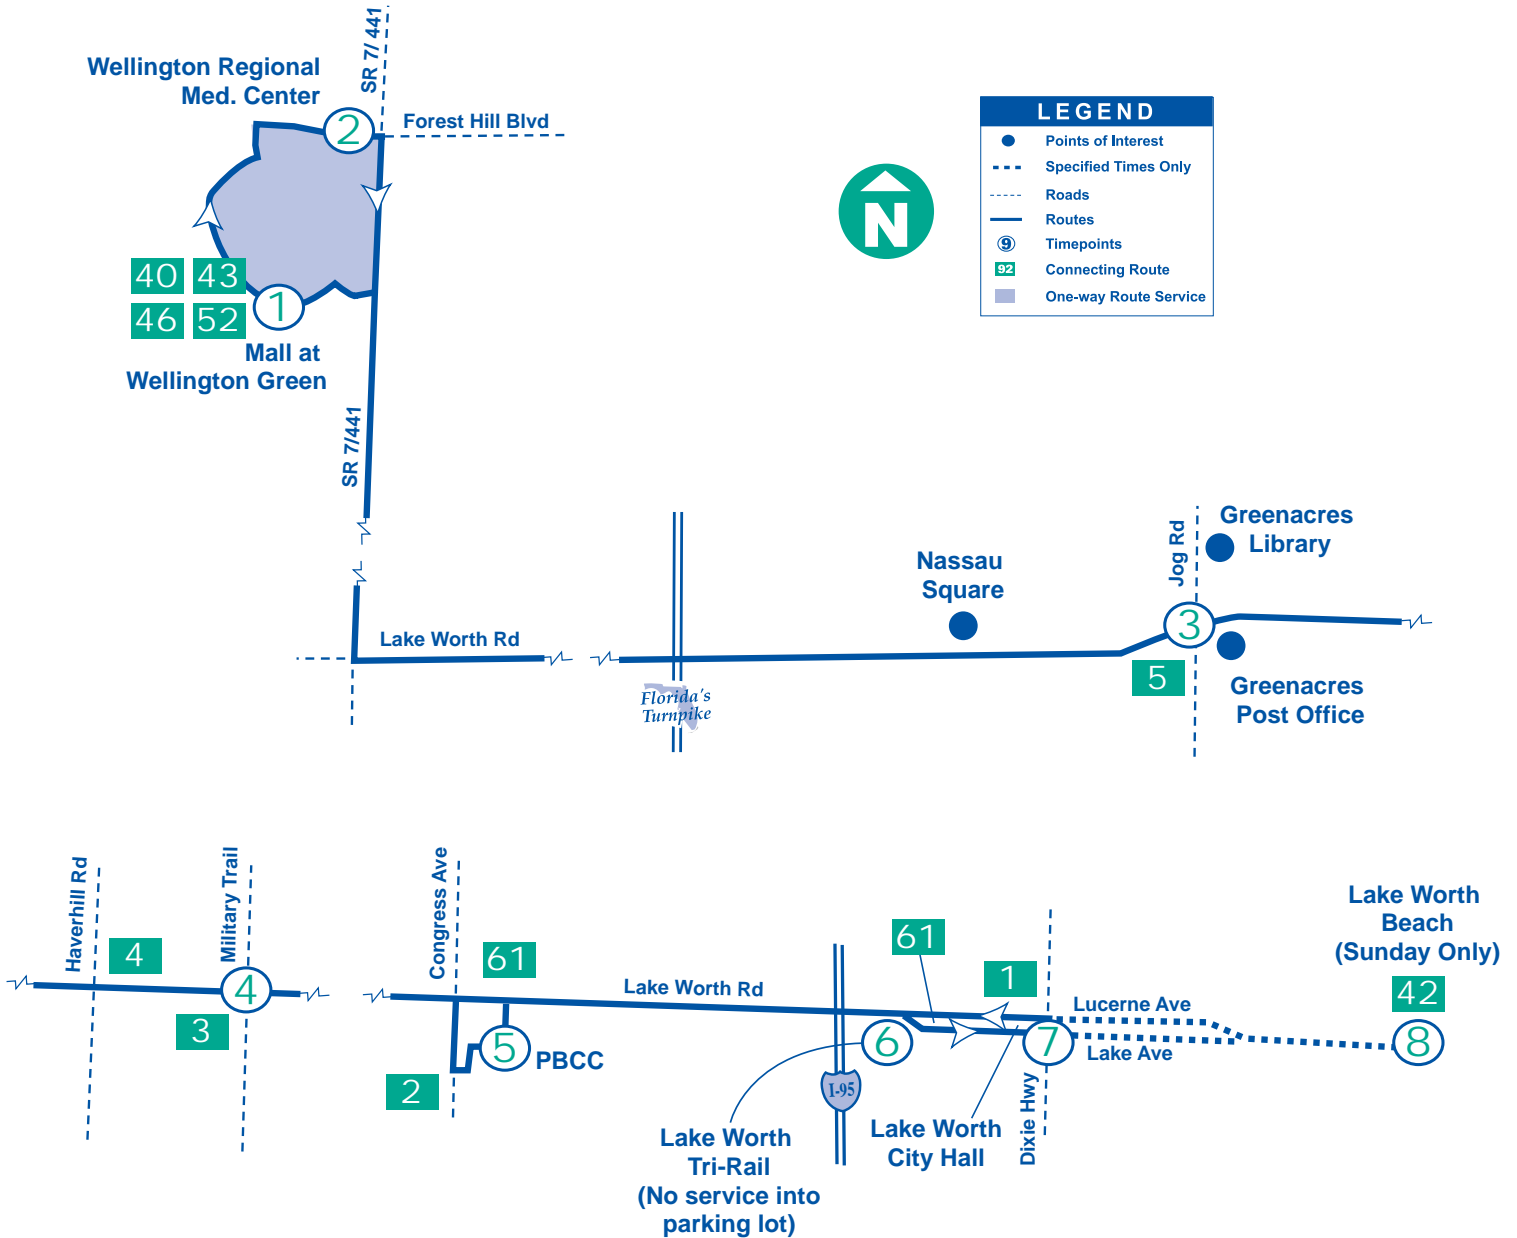 SR 7/ 441
Wellington Regional
Med. Center
2
Forest Hill Blvd
40
43
46
52
1
Mall at
Wellington Green
SR 7/441
N
LEGEND
Points of Interest
Specified Times Only
Roads
Routes
9
Timepoints
92
Connecting Route
One-way Route Service
Lake Worth Rd
Florida's
Turnpike
Nassau
Square
Jog Rd
Greenacres
Library
3
5
Greenacres
Post Office
Haverhill Rd
4
Military Trail
4
3
Congress Ave
61
5
PBCC
2
Lake Worth Rd
I-95
61
1
6
7
Lucerne Ave
Lake Ave
Dixie Hwy
Lake Worth
Tri-Rail
(No service into
parking lot)
Lake Worth
City Hall
Lake Worth
Beach
(Sunday Only)
42
8